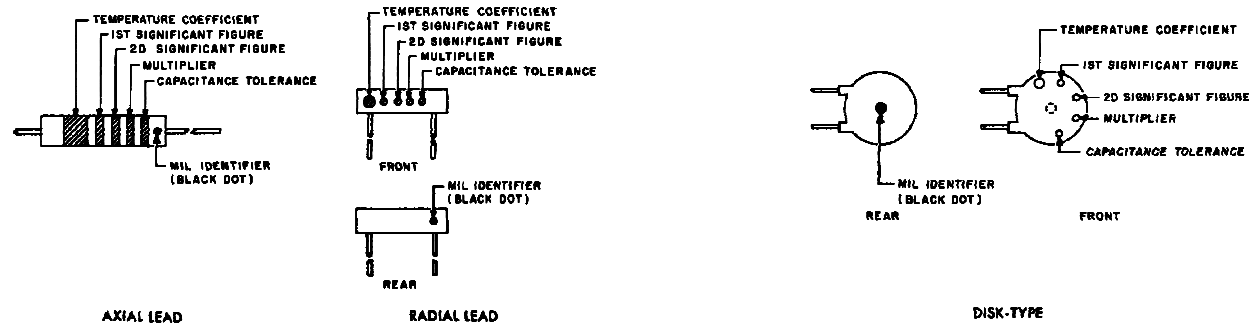 TEMPERATURE COEFFICIENT
1ST SIGNIFICANT FIGURE
2D SIGNIFICANT FIGURE
MULTIPLIER
CAPACITANCE TOLERANCE
MIL IDENTIFIER
(BLACK DOT)
AXIAL LEAD
TEMPERATURE COEFFICIENT
1ST SIGNIFICANT FIGURE
2D SIGNIFICANT FIGURE
MULTIPLIER
CAPACITANCE TOLERANCE
FRONT
MIL IDENTIFIER
(BLACK DOT)
REAR
RADIAL LEAD
MIL IDENTIFIER
(BLACK DOT)
REAR
TEMPERATURE COEFFICIENT
1ST SIGNIFICANT FIGURE
2D SIGNIFICANT FIGURE
MULTIPLIER
CAPACITANCE TOLERANCE
FRONT
DISK-TYPE